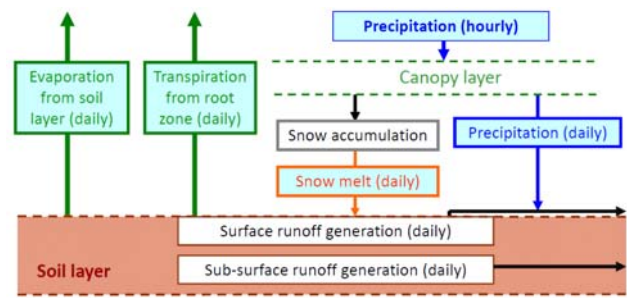 Precipitation (hourly)
Evaporation
from soil
layer (daily)
Transpiration
from root
zone (daily)
Canopy layer
Snow accumulation
Precipitation (daily)
Snow melt (daily)
Surface runoff generation (daily)
Soil layer
Sub-surface runoff generation (daily)